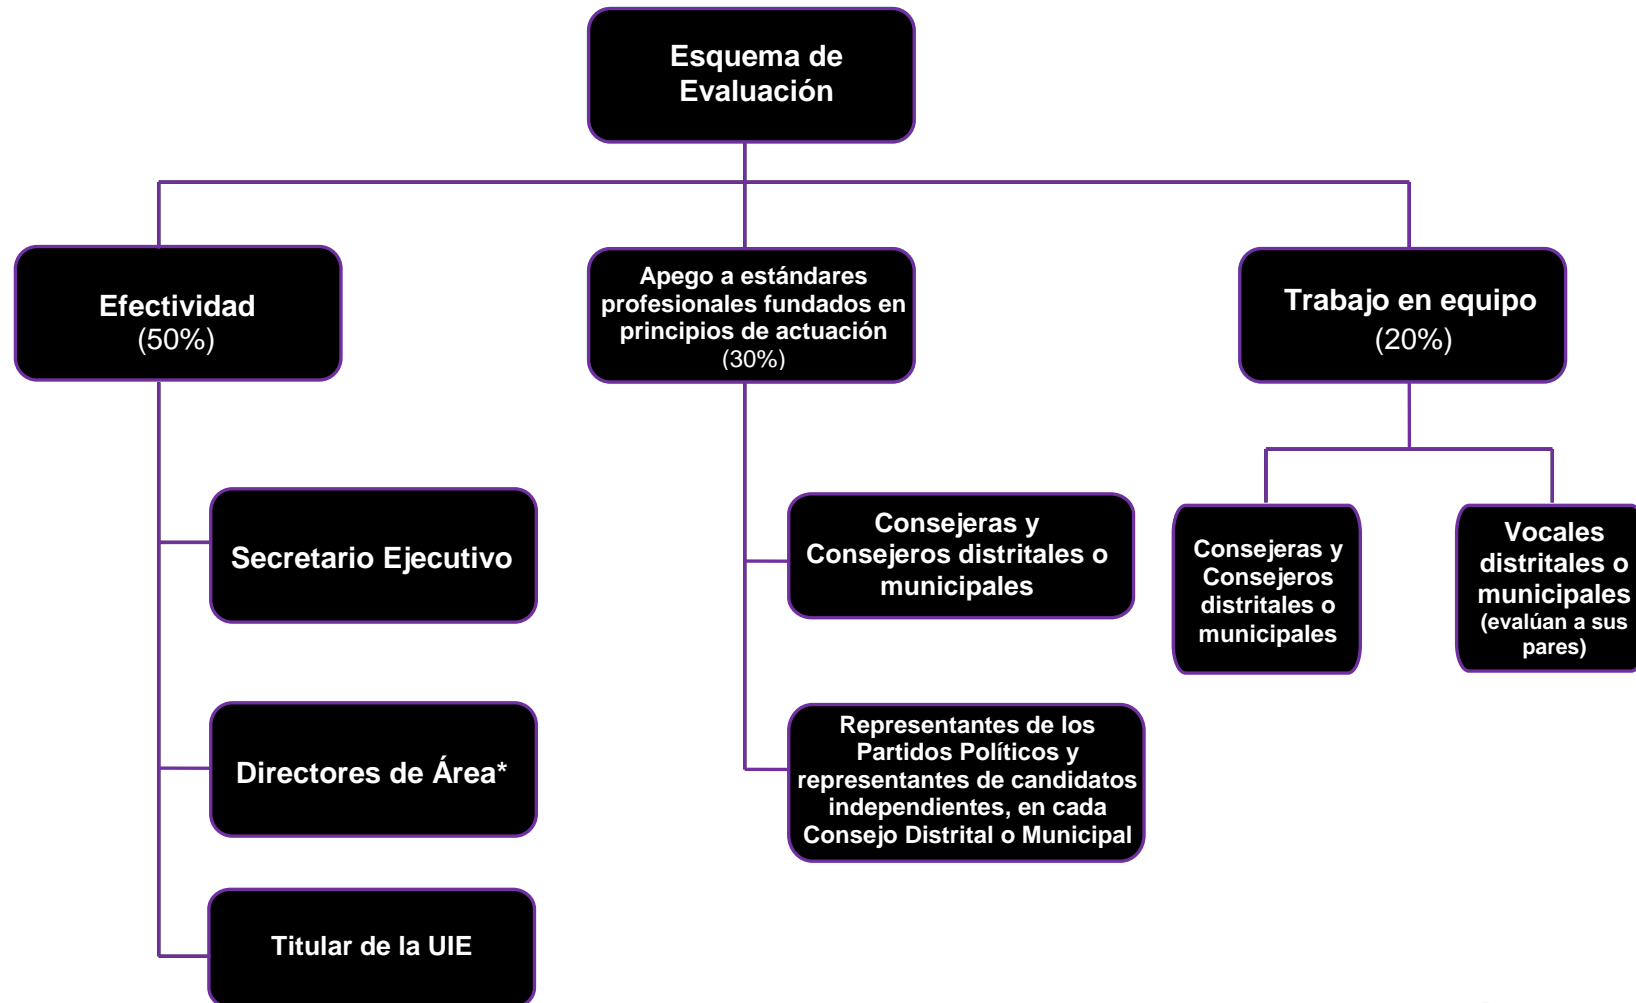 Esquema de
Evaluación
Efectividad
(50%)
Apego a estándares
profesionales fundados en
principios de actuación
(30%)
Trabajo en equipo
(20%)
Secretario Ejecutivo
Directores de Área*
Titular de la UIE
Consejeras y
Consejeros distritales o
municipales
Representantes de los
Partidos Políticos y
representantes de candidatos
independientes, en cada
Consejo Distrital o Municipal
Consejeras y
Consejeros
distritales o
municipales
Vocales
distritales o
municipales
(evalúan a sus
pares)